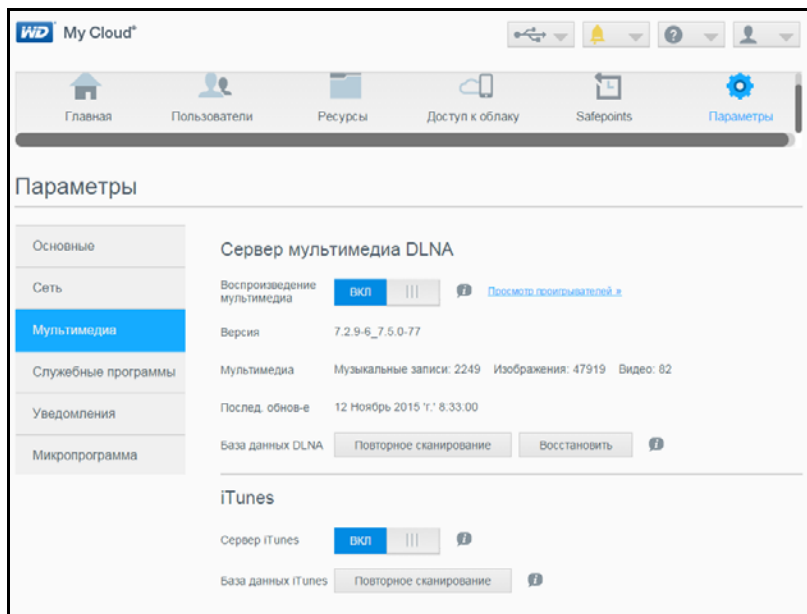 WD My Cloud
Главная Пользователи Ресурсы Доступ к облаку Safepoints Параметры
Параметры
Основные
Сеть
Мультимедиа
Служебные программы
Уведомления
Микропрограмма
Сервер мультимедиа DLNA
Воспроизведение
мультимедиа
ВКЛ
Просмотр проигрывателей »
Версия 7.2.9-6_7.5.0-77
Мультимедиа Музыкальные записи: 2249 Изображения: 47919 Видео: 82
Послед. обнов-е 12 Ноябрь 2015 'г.' 8:33:00
База данных DLNA Повторное сканирование Восстановить
iTunes
Сервер iTunes ВКЛ
База данных iTunes Повторное сканирование